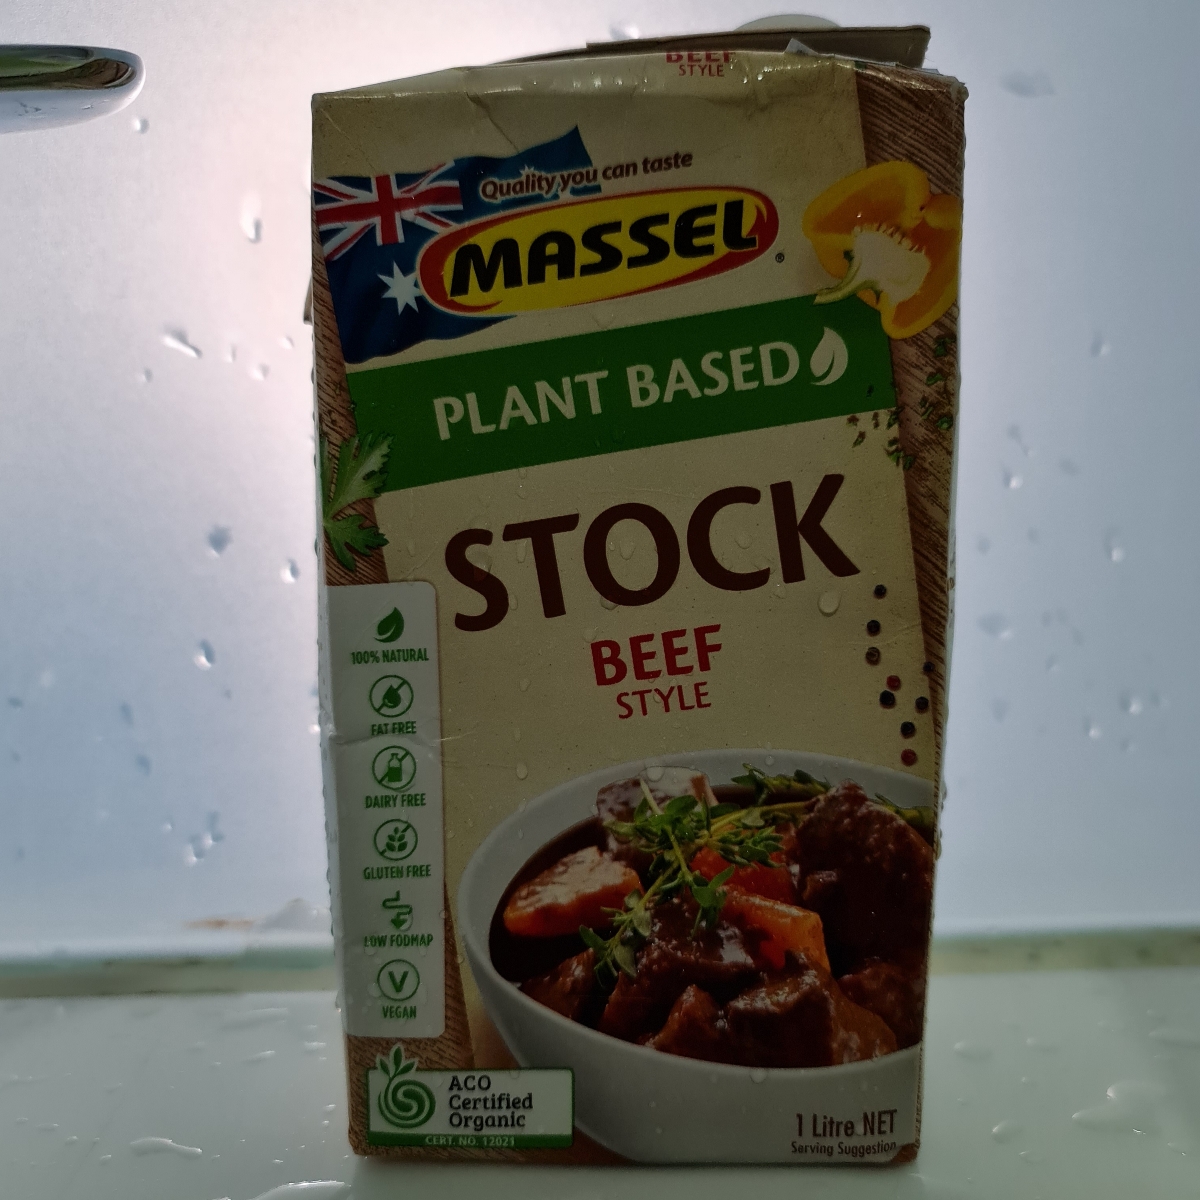 BEEF
STYLE
Quality you can taste
MASSEL®
PLANT BASED
STOCK
BEEF
STYLE
100% NATURAL
FAT FREE
DAIRY FREE
GLUTEN FREE
LOW FODMAP
V
VEGAN
ACO
Certified
Organic
CERT. NO. 12021
1 Litre NET
Serving Suggestion